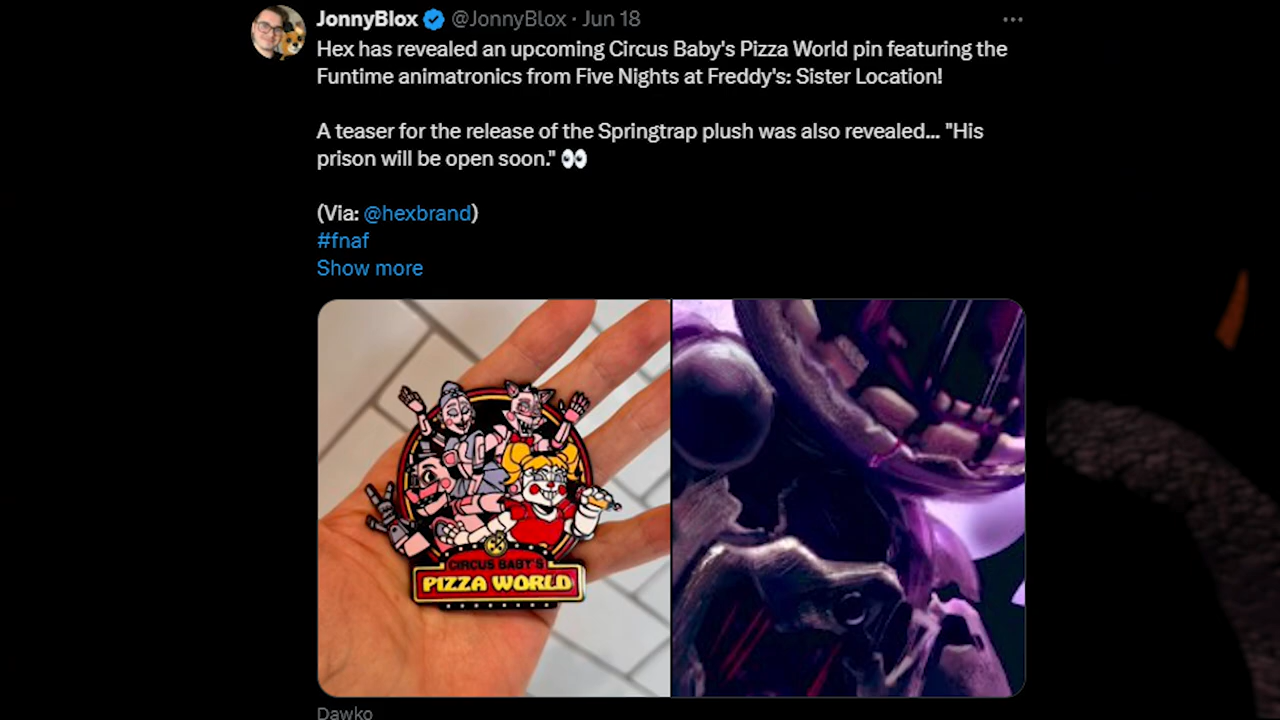 JonnyBlox @JonnyBlox · Jun 18
Hex has revealed an upcoming Circus Baby's Pizza World pin featuring the
Funtime animatronics from Five Nights at Freddy's: Sister Location!
A teaser for the release of the Springtrap plush was also revealed... "His
prison will be open soon." 👀
(Via: @hexbrand)
#fnaf
Show more
CIRCUS BABY'S
PIZZA WORLD
Dawko